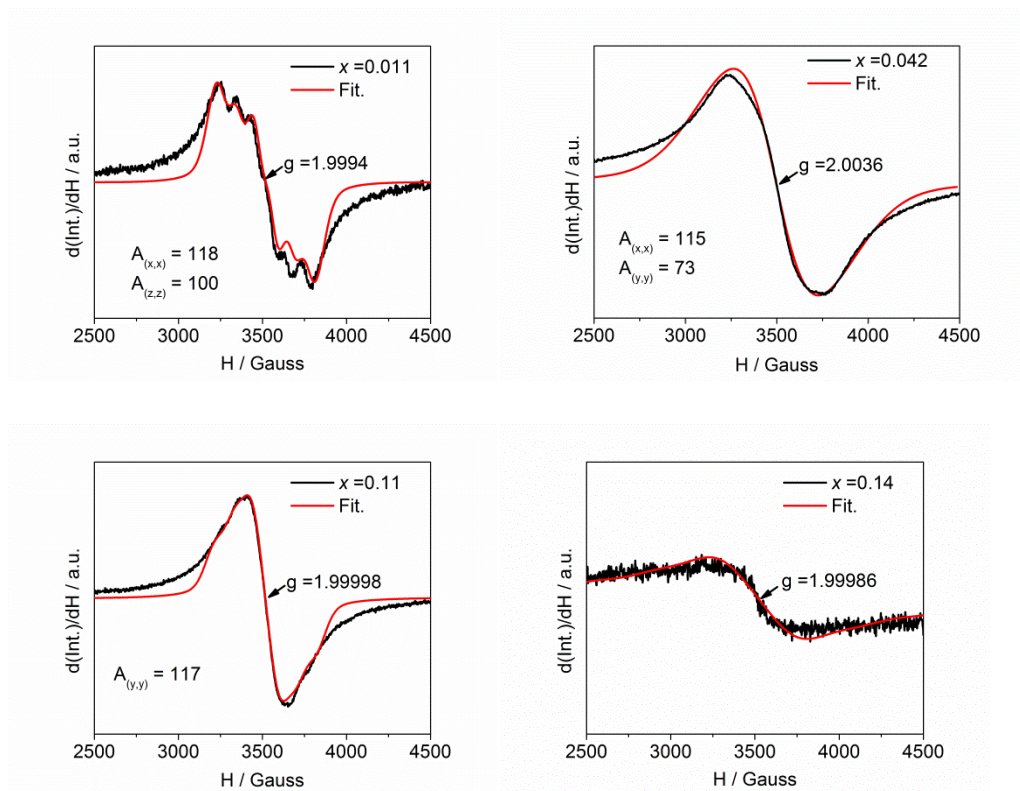 x =0.011
Fit.
g =1.9994
A(x,x) = 118
A(z,z) = 100
d(Int.)/dH / a.u.
2500 3000 3500 4000 4500
H / Gauss
x =0.042
Fit.
g =2.0036
A(x,x) = 115
A(y,y) = 73
d(Int.)dH / a.u.
2500 3000 3500 4000 4500
H / Gauss
x =0.11
Fit.
g =1.99998
A(y,y) = 117
d(Int.)/dH / a.u.
2500 3000 3500 4000 4500
H / Gauss
x =0.14
Fit.
g =1.99986
d(Int.)/dH / a.u.
2500 3000 3500 4000 4500
H / Gauss